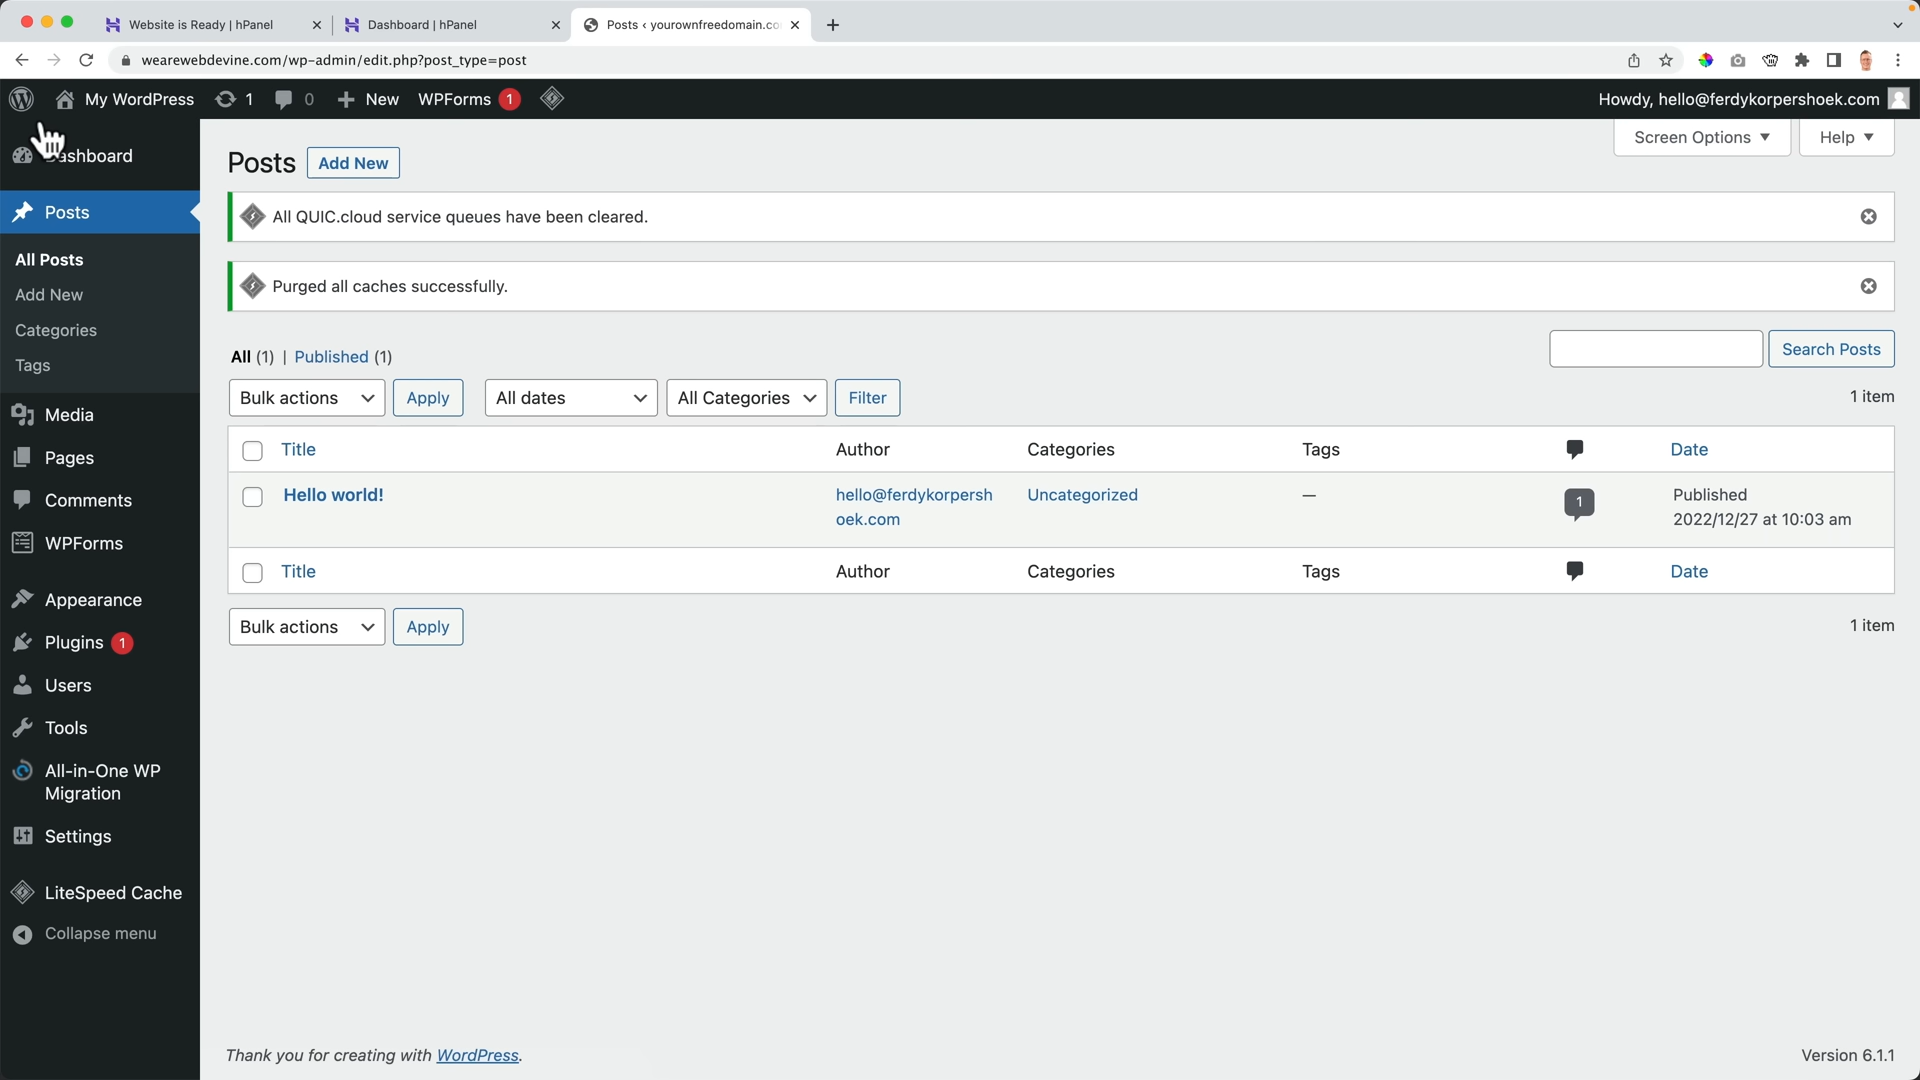 Website is Ready | hPanel
Dashboard | hPanel
Posts ‹ yourownfreedomain.co
wearewebdevine.com/wp-admin/edit.php?post_type=post
My WordPress
1
0
New
WPForms
1
Howdy, hello@ferdykorpershoek.com
Screen Options
Help
Dashboard
Posts
All Posts
Add New
Categories
Tags
Media
Pages
Comments
WPForms
Appearance
Plugins 1
Users
Tools
All-in-One WP
Migration
Settings
LiteSpeed Cache
Collapse menu
Posts
Add New
All QUIC.cloud service queues have been cleared.
Purged all caches successfully.
All (1) | Published (1)
Search Posts
Bulk actions
Apply
All dates
All Categories
Filter
1 item
Title
Author
Categories
Tags
Date
Hello world!
hello@ferdykorpersh
oek.com
Uncategorized
—
1
Published
2022/12/27 at 10:03 am
Title
Author
Categories
Tags
Date
Bulk actions
Apply
1 item
Thank you for creating with WordPress.
Version 6.1.1